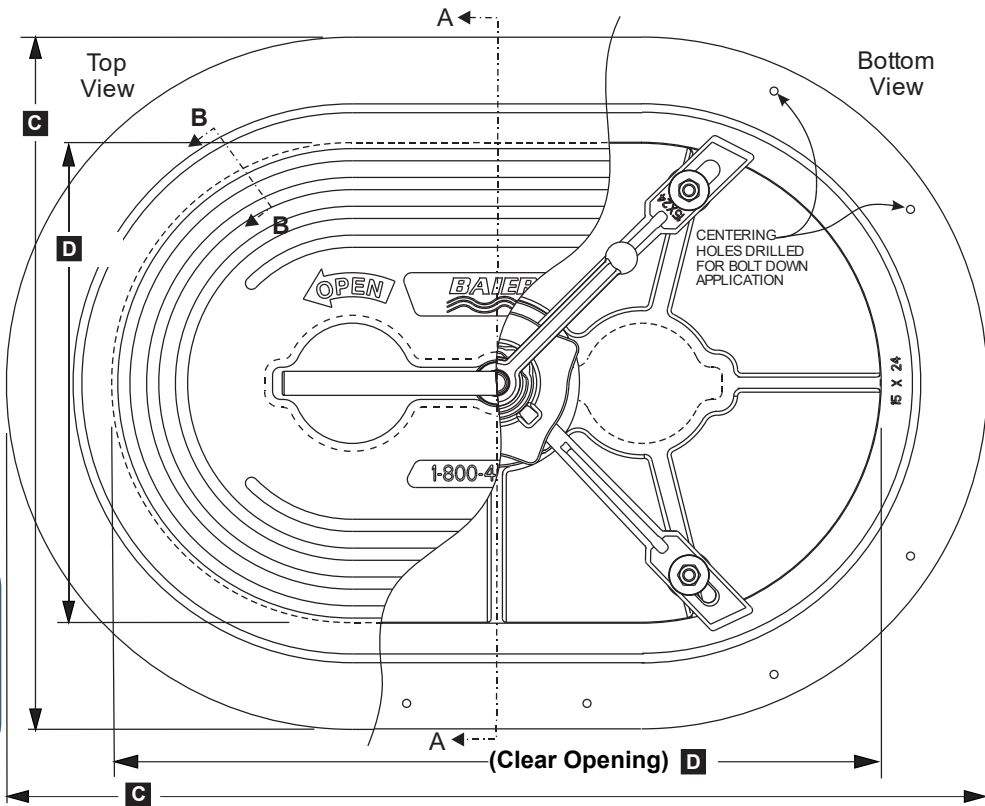 A
Top
View
Bottom
View
C
B
B
D
15X24
CENTERING
HOLES DRILLED
FOR BOLT DOWN
APPLICATION
OPEN
15 X 24
1-800-4
A
(Clear Opening) D
C